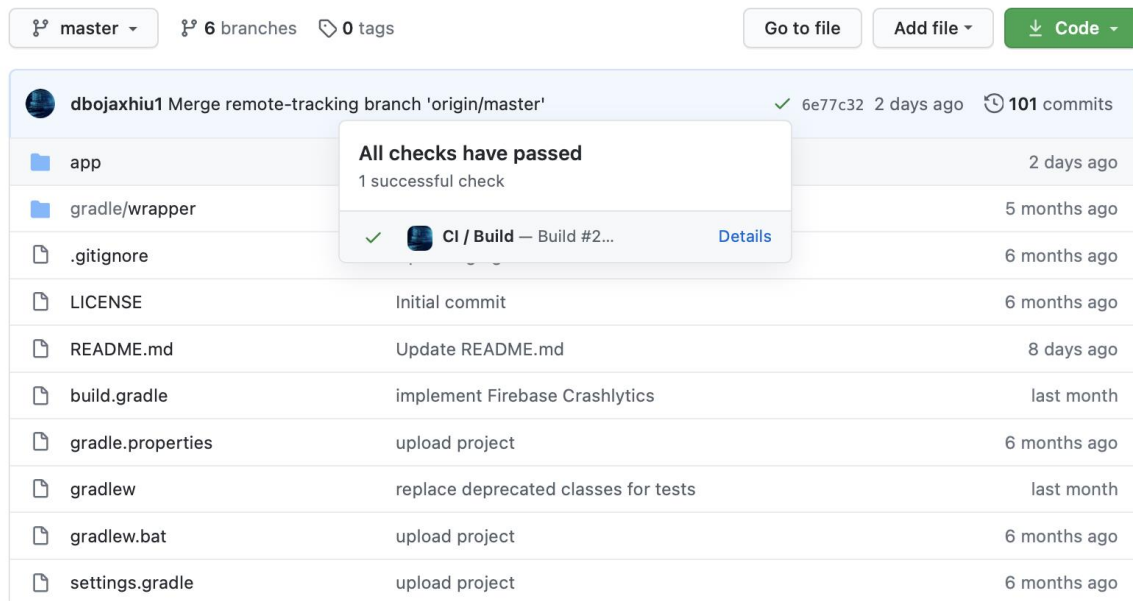 master 6 branches 0 tags Go to file Add file Code
dbojaxhiu1 Merge remote-tracking branch 'origin/master' 6e77c32 2 days ago 101 commits
All checks have passed
app 2 days ago
1 successful check
gradle/wrapper 5 months ago
CI / Build — Build #2... Details
.gitignore 6 months ago
LICENSE Initial commit 6 months ago
README.md Update README.md 8 days ago
build.gradle implement Firebase Crashlytics last month
gradle.properties upload project 6 months ago
gradlew replace deprecated classes for tests last month
gradlew.bat upload project 6 months ago
settings.gradle upload project 6 months ago